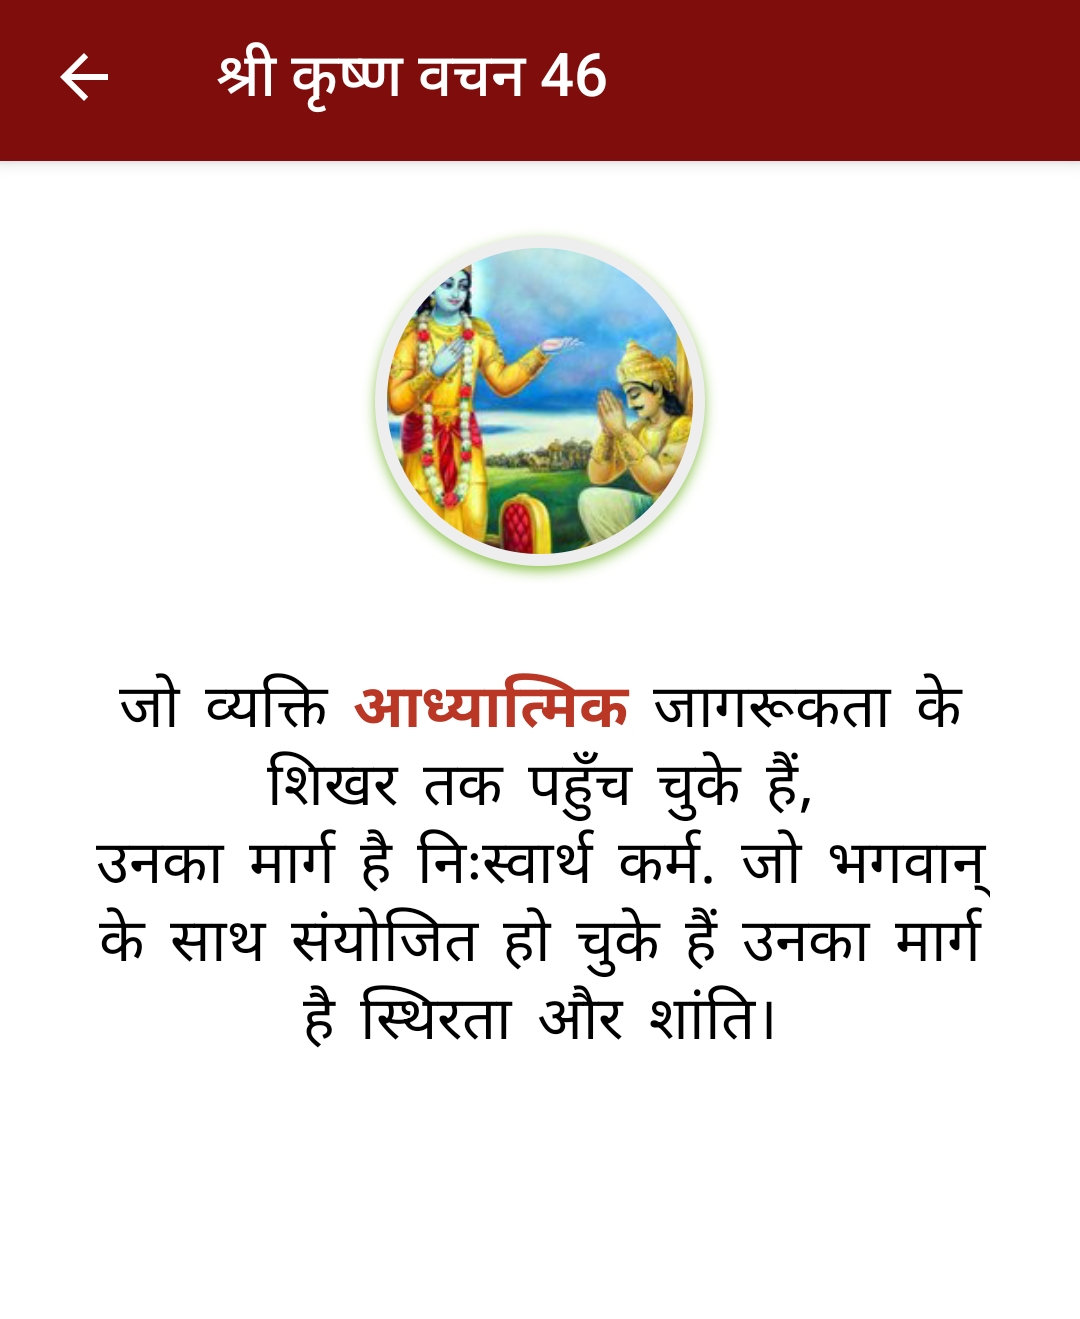 श्री कृष्ण वचन 46
जो व्यक्ति आध्यात्मिक जागरूकता के
शिखर तक पहुँच चुके हैं,
उनका मार्ग है निःस्वार्थ कर्म. जो भगवान्
के साथ संयोजित हो चुके हैं उनका मार्ग
है स्थिरता और शांति।